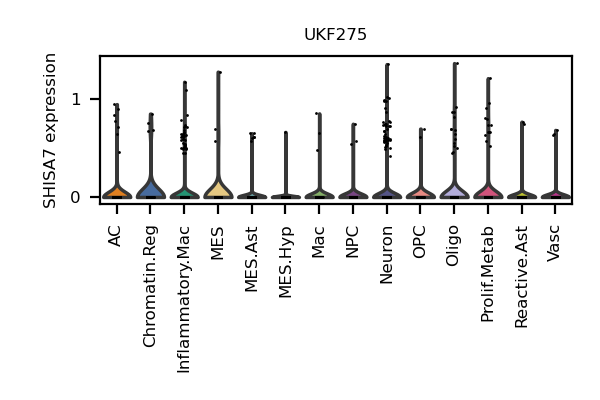 UKF275
SHISA7 expression
1
0
AC
Chromatin.Reg
Inflammatory.Mac
MES
MES.Ast
MES.Hyp
Mac
NPC
Neuron
OPC
Oligo
Prolif.Metab
Reactive.Ast
Vasc